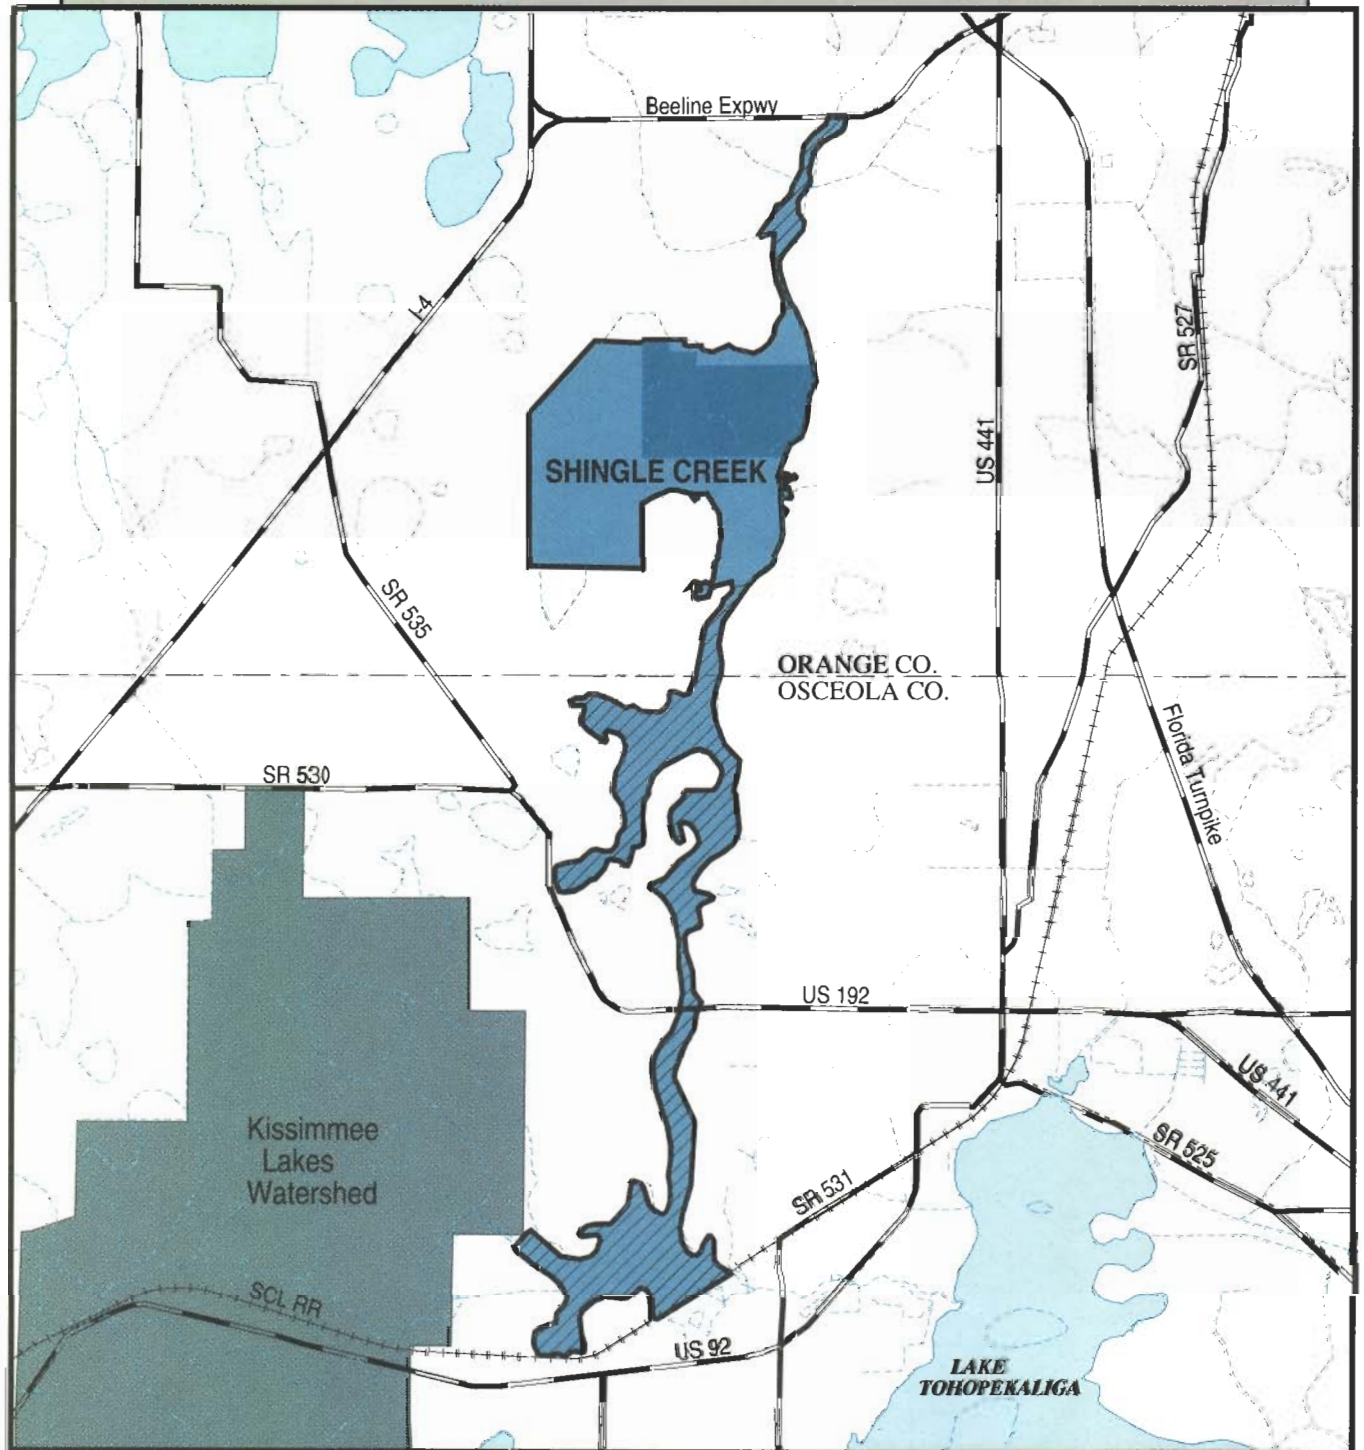 Beeline Expwy
I-4
SR 527
US 441
SHINGLE CREEK
SR 535
ORANGE CO.
OSCEOLA CO.
Florida Turnpike
SR 530
US 192
US 441
Kissimmee
Lakes
Watershed
SR 525
SR 531
SCL RR
US 92
LAKE
TOHOPEKALIGA